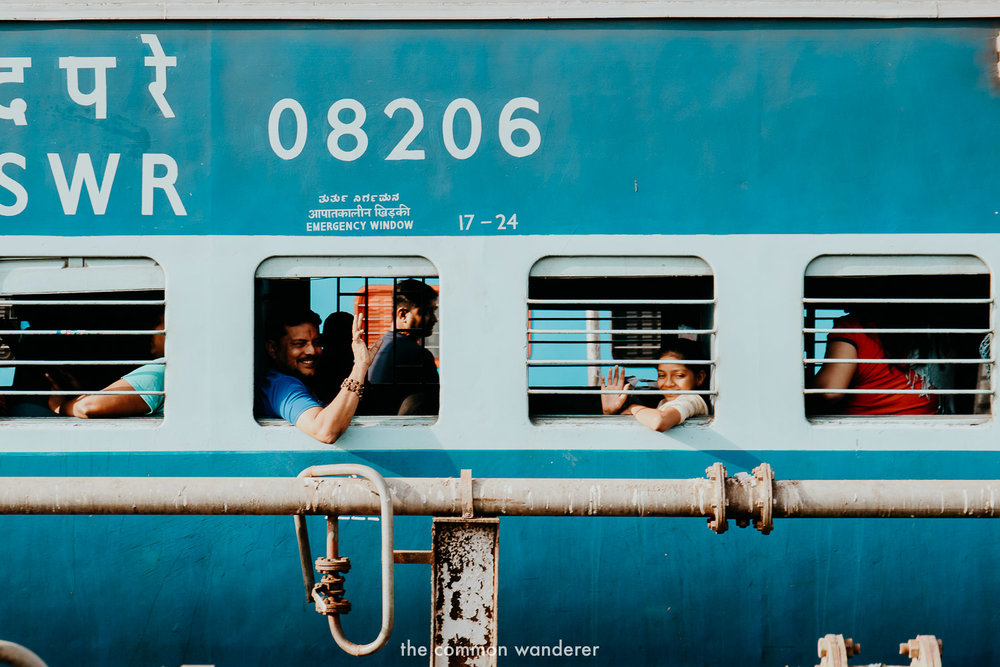 द प रे
SWR
08206
ತುರ್ತು ನಿರ್ಗಮನ
आपातकालीन खिड़की
EMERGENCY WINDOW
17 - 24
the common wanderer